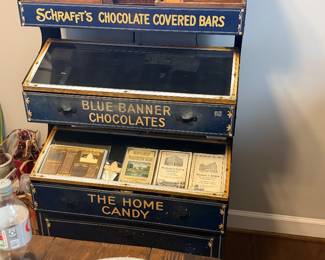 SCHRAFFT'S CHOCOLATE COVERED BARS
BLUE BANNER
CHOCOLATES
THE HOME
CANDY